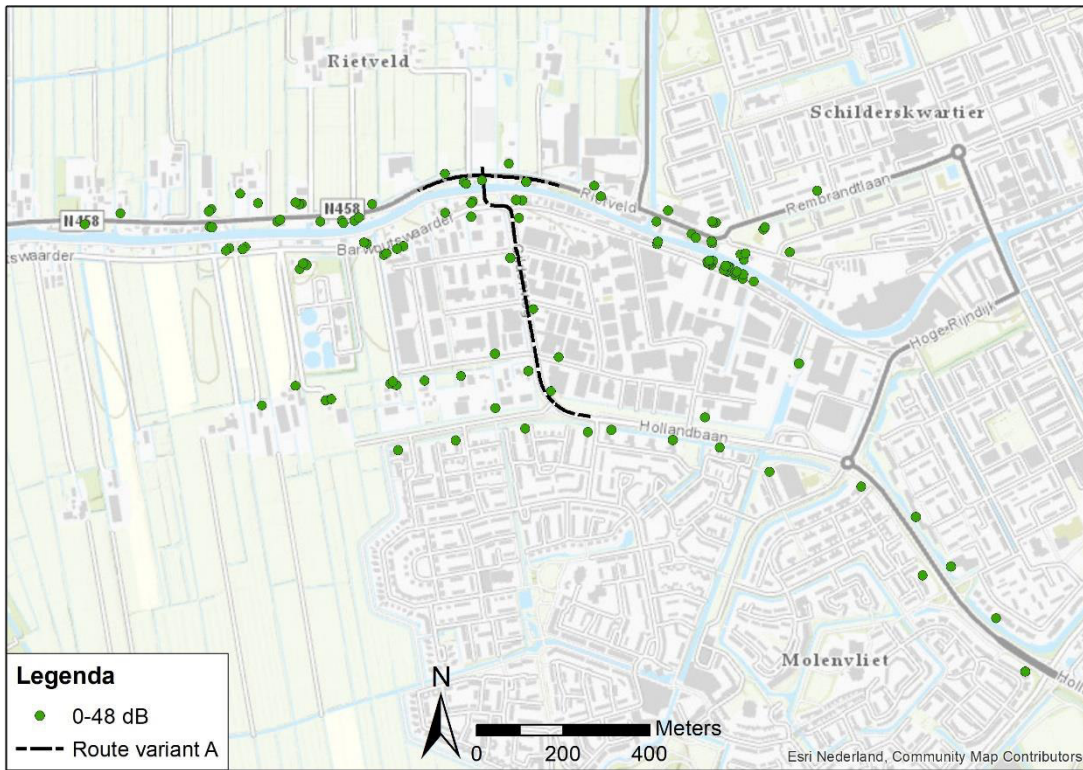 Rietveld
Schilderskwartier
Rembrandtlaan
N458
N458
Rietveld
Barwoutswaarder
tswaarder
Hoge-Rijndijk
Hollandbaan
Molenvliet
Holl
Legenda
0-48 dB
Route variant A
N
Meters
0 200 400
Esri Nederland, Community Map Contributors